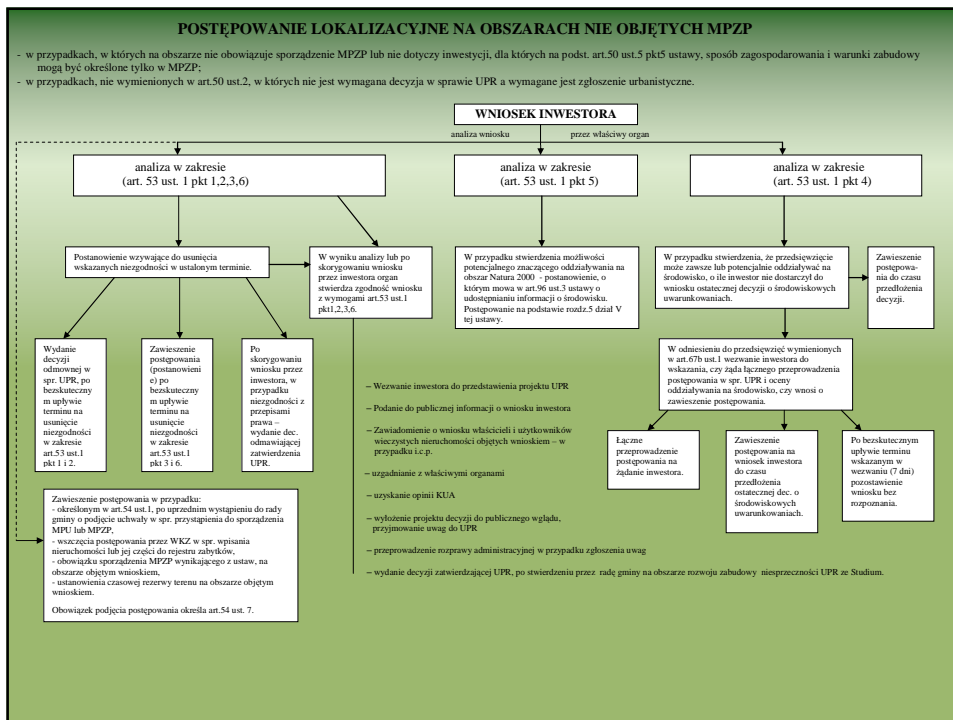 POSTĘPOWANIE LOKALIZACYJNE NA OBSZARACH NIE OBJĘTYCH MPZP
- w przypadkach, w których na obszarze nie obowiązuje sporządzenie MPZP lub nie dotyczy inwestycji, dla których na podst. art.50 ust.5 pkt5 ustawy, sposób zagospodarowania i warunki zabudowy
mogą być określone tylko w MPZP;
- w przypadkach, nie wymienionych w art.50 ust.2, w których nie jest wymagana decyzja w sprawie UPR a wymagane jest zgłoszenie urbanistyczne.
WNIOSEK INWESTORA
analiza wniosku przez właściwy organ
analiza w zakresie
(art. 53 ust. 1 pkt 1,2,3,6)
analiza w zakresie
(art. 53 ust. 1 pkt 5)
analiza w zakresie
(art. 53 ust. 1 pkt 4)
Postanowienie wzywające do usunięcia
wskazanych niezgodności w ustalonym terminie.
W wyniku analizy lub po
skorygowaniu wniosku
przez inwestora organ
stwierdza zgodność wniosku
z wymogami art.53 ust.1
pkt1,2,3,6.
W przypadku stwierdzenia możliwości
potencjalnego znaczącego oddziaływania na
obszar Natura 2000 - postanowienie, o
którym mowa w art.96 ust.3 ustawy o
udostępnianiu informacji o środowisku.
Postępowanie na podstawie rozdz.5 dział V
tej ustawy.
W przypadku stwierdzenia, że przedsięwzięcie
może zawsze lub potencjalnie oddziaływać na
środowisko, o ile inwestor nie dostarczył do
wniosku ostatecznej decyzji o środowiskowych
uwarunkowaniach.
Zawieszenie
postępowa-
nia do czasu
przedłożenia
decyzji.
Wydanie
decyzji
odmownej w
spr. UPR, po
bezskuteczny
m upływie
terminu na
usunięcie
niezgodności
w zakresie
art.53 ust.1
pkt 1 i 2.
Zawieszenie
postępowania
(postanowieni
e) po
bezskuteczny
m upływie
terminu na
usunięcie
niezgodności
w zakresie
art.53 ust.1
pkt 3 i 6.
Po
skorygowaniu
wniosku przez
inwestora, w
przypadku
niezgodności z
przepisami
prawa –
wydanie dec.
odmawiającej
zatwierdzenia
UPR.
W odniesieniu do przedsięwzięć wymienionych
w art.67b ust.1 wezwanie inwestora do
wskazania, czy żąda łącznego przeprowadzenia
postępowania w spr. UPR i oceny
oddziaływania na środowisko, czy wnosi o
zawieszenie postępowania.
– Wezwanie inwestora do przedstawienia projektu UPR
– Podanie do publicznej informacji o wniosku inwestora
– Zawiadomienie o wniosku właścicieli i użytkowników
wieczystych nieruchomości objętych wnioskiem – w
przypadku i.c.p.
– uzgadnianie z właściwymi organami
– uzyskanie opinii KUA
– wyłożenie projektu decyzji do publicznego wglądu,
przyjmowanie uwag do UPR
– przeprowadzenie rozprawy administracyjnej w przypadku zgłoszenia uwag
– wydanie decyzji zatwierdzającej UPR, po stwierdzeniu przez radę gminy na obszarze rozwoju zabudowy niesprzeczności UPR ze Studium.
Łączne
przeprowadzenie
postępowania na
żądanie inwestora.
Zawieszenie
postępowania na
wniosek inwestora
do czasu
przedłożenia
ostatecznej dec. o
środowiskowych
uwarunkowaniach.
Po bezskutecznym
upływie terminu
wskazanym w
wezwaniu (7 dni)
pozostawienie
wniosku bez
rozpoznania.
Zawieszenie postępowania w przypadku:
- określonym w art.54 ust.1, po uprzednim wystąpieniu do rady
gminy o podjęcie uchwały w spr. przystąpienia do sporządzenia
MPU lub MPZP,
- wszczęcia postępowania przez WKZ w spr. wpisania
nieruchomości lub jej części do rejestru zabytków,
- obowiązku sporządzenia MPZP wynikającego z ustaw, na
obszarze objętym wnioskiem,
- ustanowienia czasowej rezerwy terenu na obszarze objętym
wnioskiem.
Obowiązek podjęcia postępowania określa art.54 ust. 7.